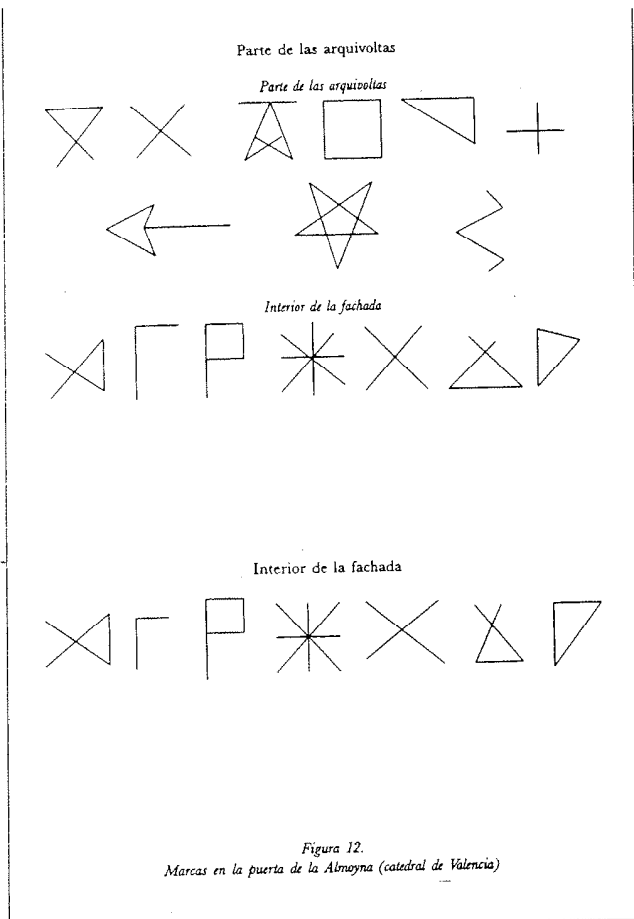 Parte de las arquivoltas
Parte de las arquivoltas
Interior de la fachada
Interior de la fachada
Figura 12.
Marcas en la puerta de la Almoyna (catedral de Valencia)